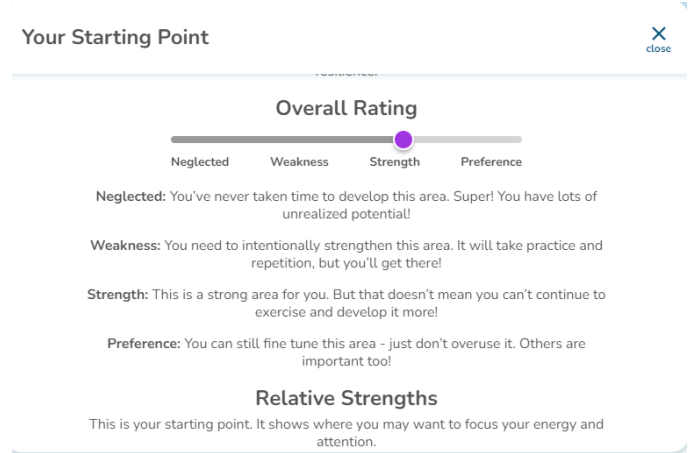 Your Starting Point
close
resilience.
Overall Rating
Neglected Weakness Strength Preference
Neglected: You've never taken time to develop this area. Super! You have lots of
unrealized potential!
Weakness: You need to intentionally strengthen this area. It will take practice and
repetition, but you'll get there!
Strength: This is a strong area for you. But that doesn't mean you can't continue to
exercise and develop it more!
Preference: You can still fine tune this area - just don't overuse it. Others are
important too!
Relative Strengths
This is your starting point. It shows where you may want to focus your energy and
attention.